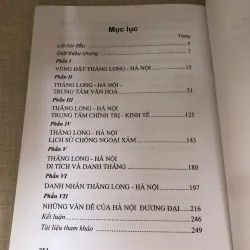 Mục lục
Trang
Lời nói đầu 5
Giới thiệu chung 7
Phần I
VÙNG ĐẤT THĂNG LONG - HÀ NỘI 15
Phần II
THĂNG LONG - HÀ NỘI -
TRUNG TÂM VĂN HOÁ 51
Phần III
THĂNG LONG - HÀ NỘI
TRUNG TÂM CHÍNH TRỊ - KINH TẾ 125
Phần IV
THĂNG LONG - HÀ NỘI
LỊCH SỬ CHỐNG NGOẠI XÂM 143
Phần V
THĂNG LONG - HÀ NỘI
DI TÍCH VÀ DANH THẮNG 180
Phần VI
DANH NHÂN THĂNG LONG - HÀ NỘI 197
Phần VII
NHỮNG VẤN ĐỀ CỦA HÀ NỘI ĐƯƠNG ĐẠI 216
Kết luận 246
Tài liệu tham khảo 249